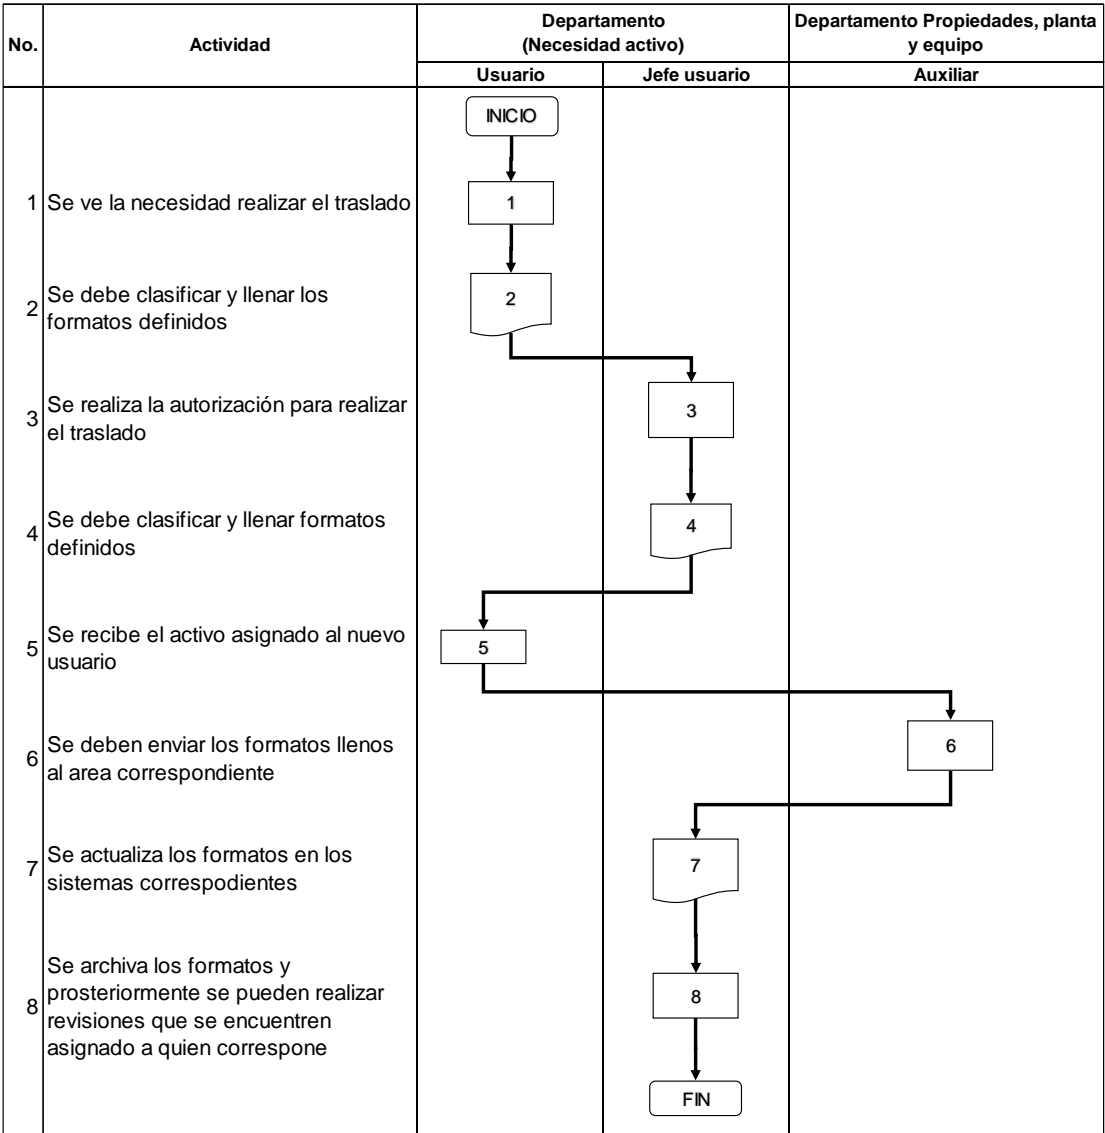 No.
Actividad
Departamento
(Necesidad activo)
Departamento Propiedades, planta
y equipo
Usuario
Jefe usuario
Auxiliar
INICIO
1
Se ve la necesidad realizar el traslado
1
2
Se debe clasificar y llenar los
formatos definidos
2
3
Se realiza la autorización para realizar
el traslado
3
4
Se debe clasificar y llenar formatos
definidos
4
5
Se recibe el activo asignado al nuevo
usuario
5
6
Se deben enviar los formatos llenos
al area correspondiente
6
7
Se actualiza los formatos en los
sistemas correspodientes
7
8
Se archiva los formatos y
prosteriormente se pueden realizar
revisiones que se encuentren
asignado a quien correspone
8
FIN